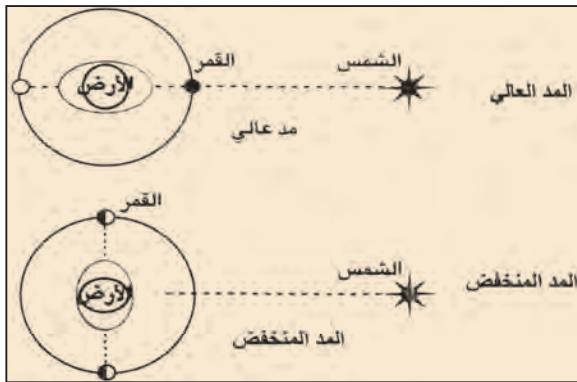 القمر
الشمس
الأرض
المد العالي
مد عالي
القمر
الشمس
المد المنخفض
الأرض
المد المنخفض